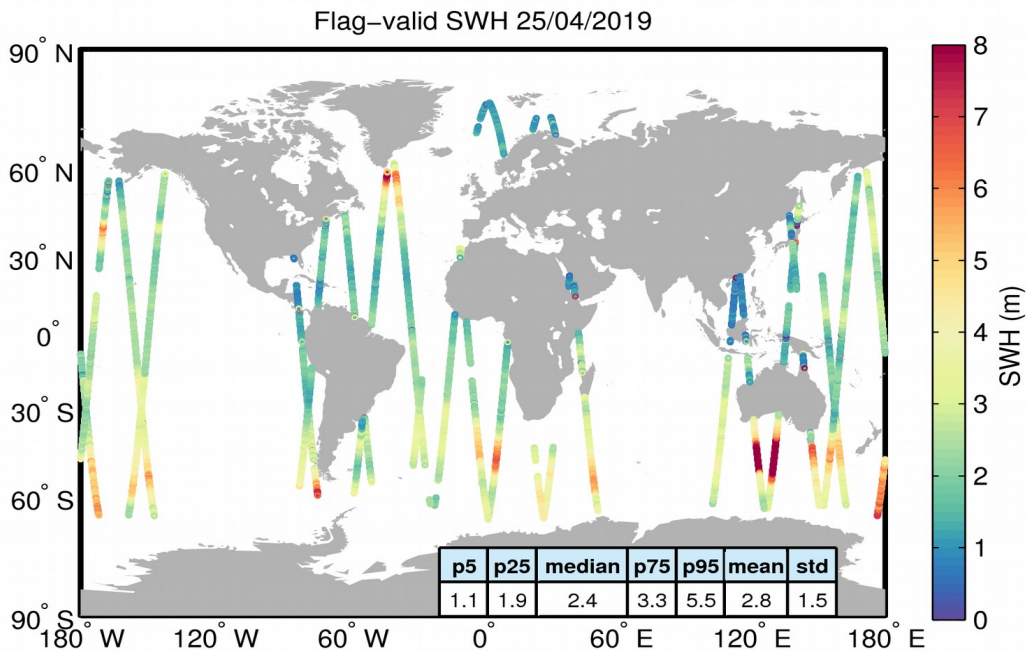 Flag–valid SWH 25/04/2019
90° N
60° N
30° N
0°
30° S
60° S
90° S
180° W
120° W
60° W
0°
60° E
120° E
180° E
p5 p25 median p75 p95 mean std
1.1 1.9 2.4 3.3 5.5 2.8 1.5
8
7
6
5
4
3
2
1
0
SWH (m)